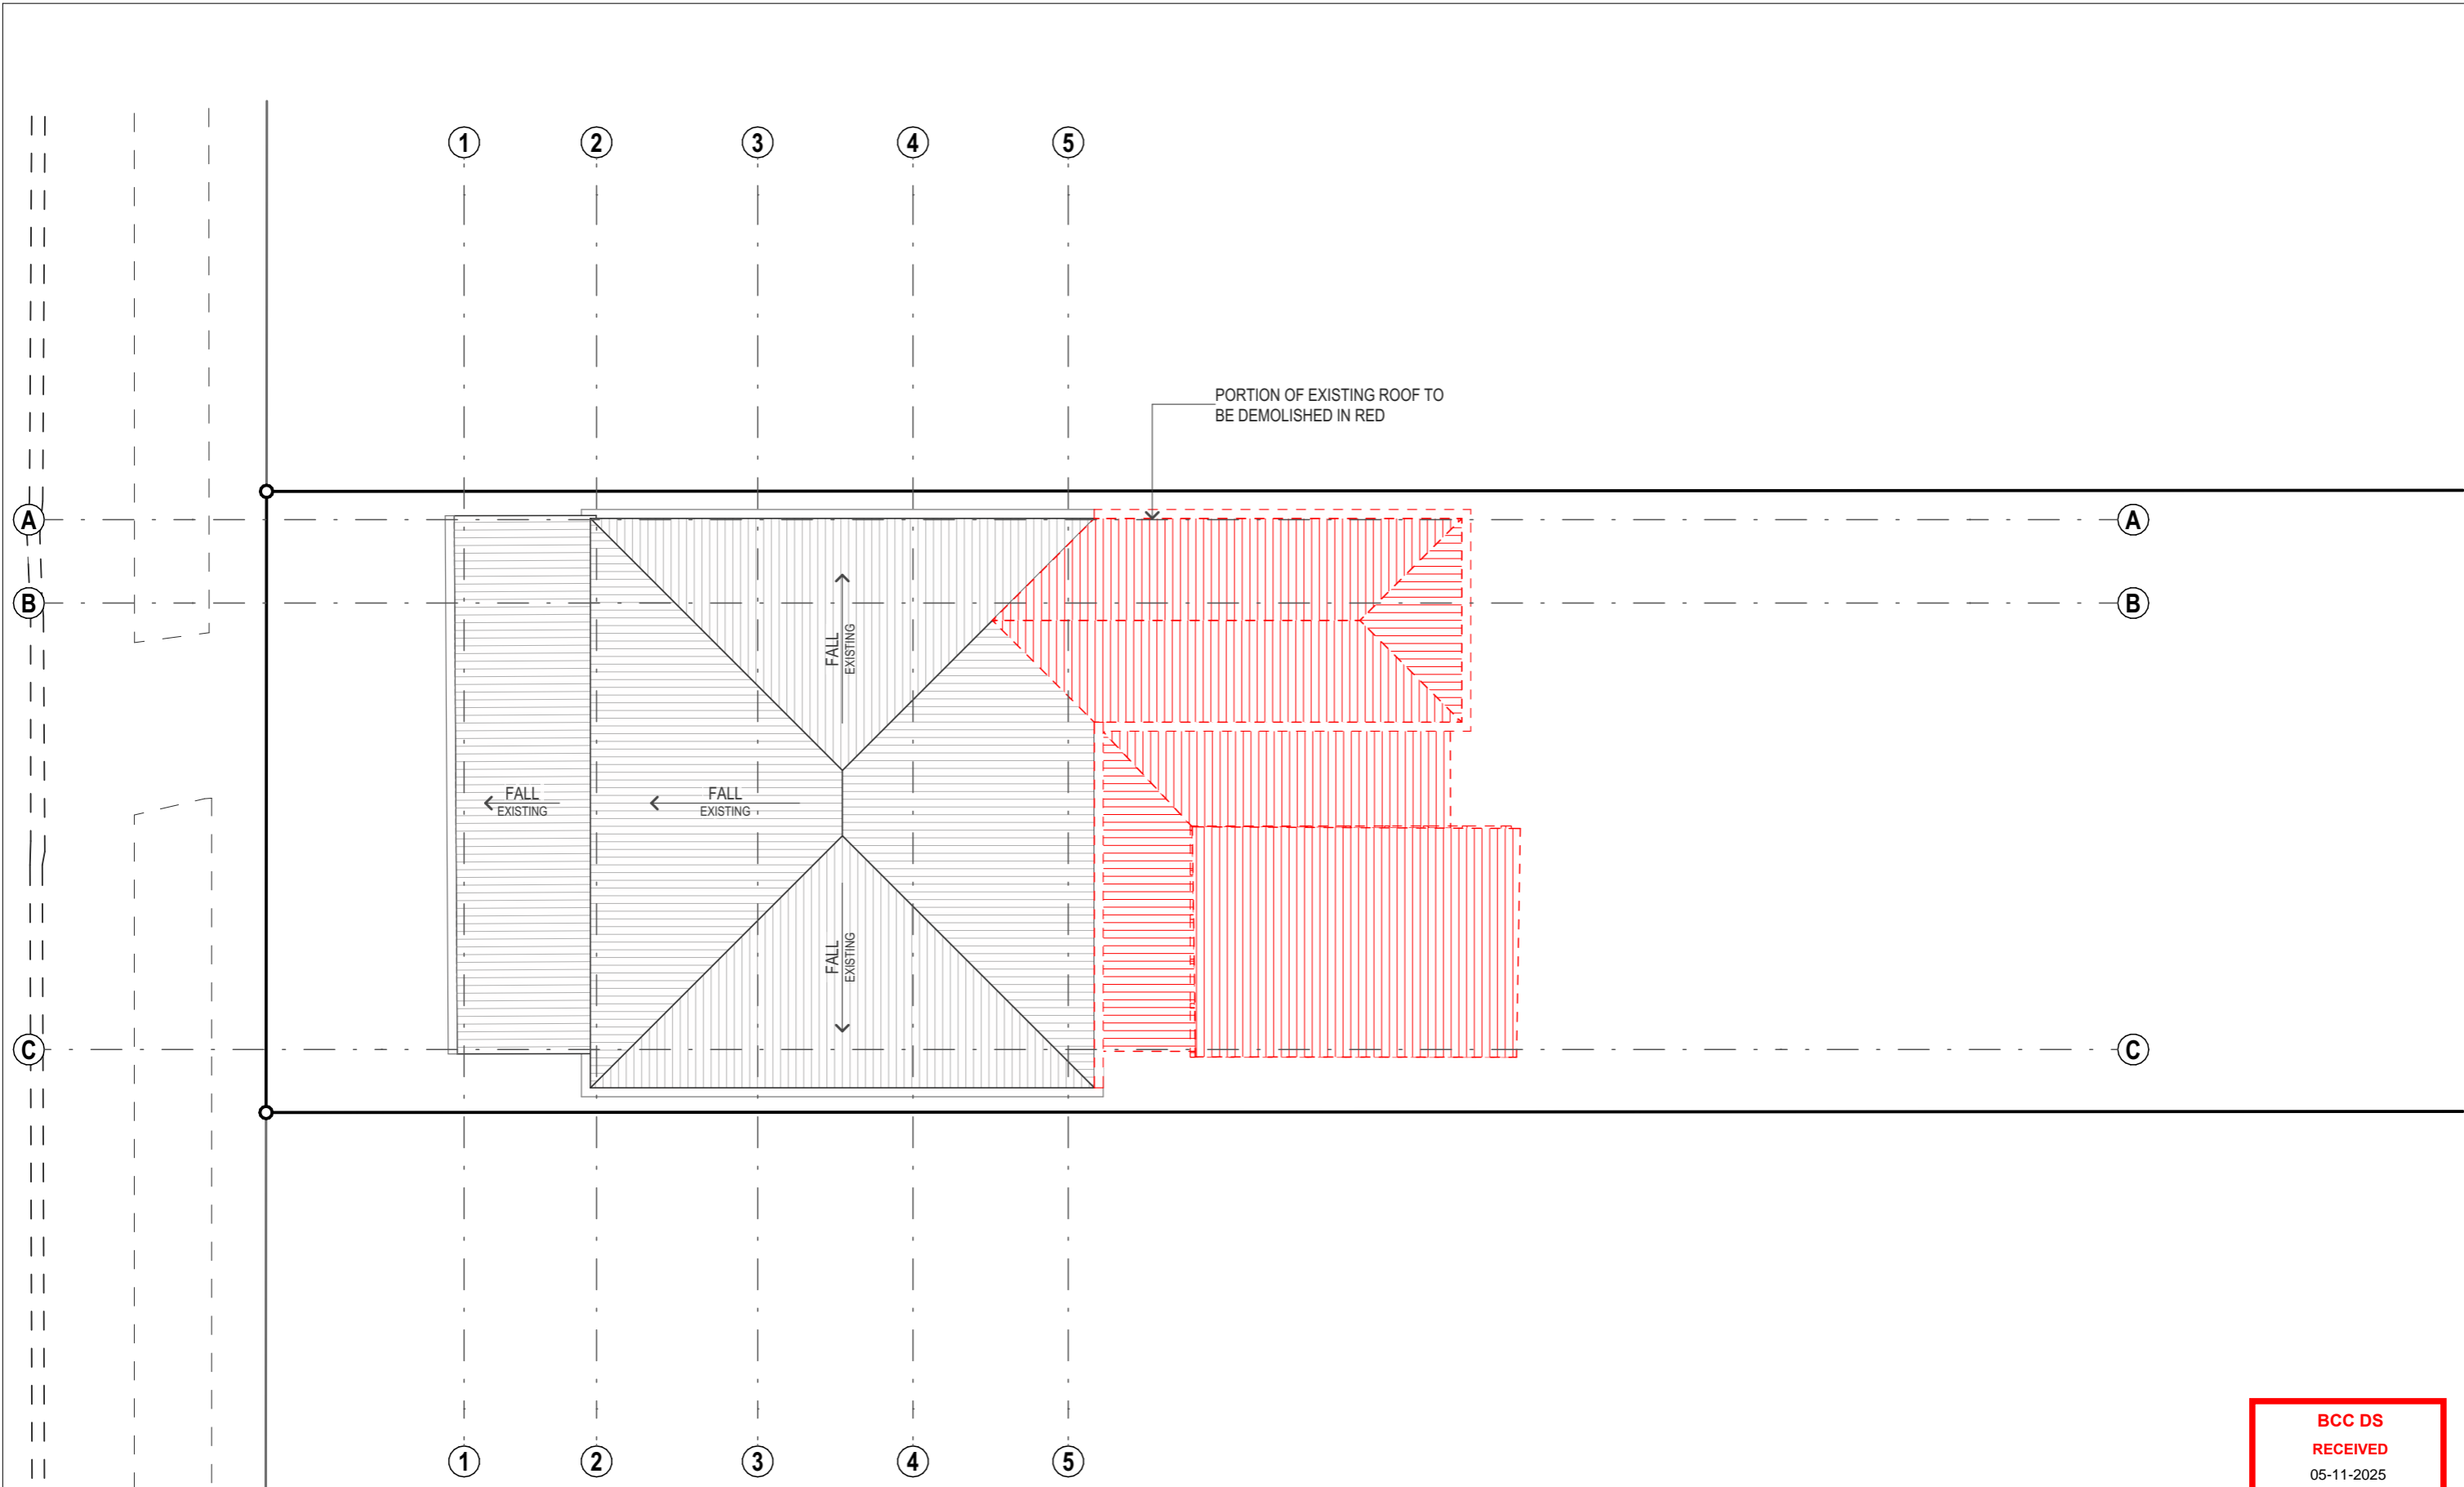 1
2
3
4
5
PORTION OF EXISTING ROOF TO
BE DEMOLISHED IN RED
A
A
B
B
FALL
EXISTING
FALL
EXISTING
FALL
EXISTING
FALL
EXISTING
C
C
1
2
3
4
5
BCC DS
RECEIVED
05-11-2025